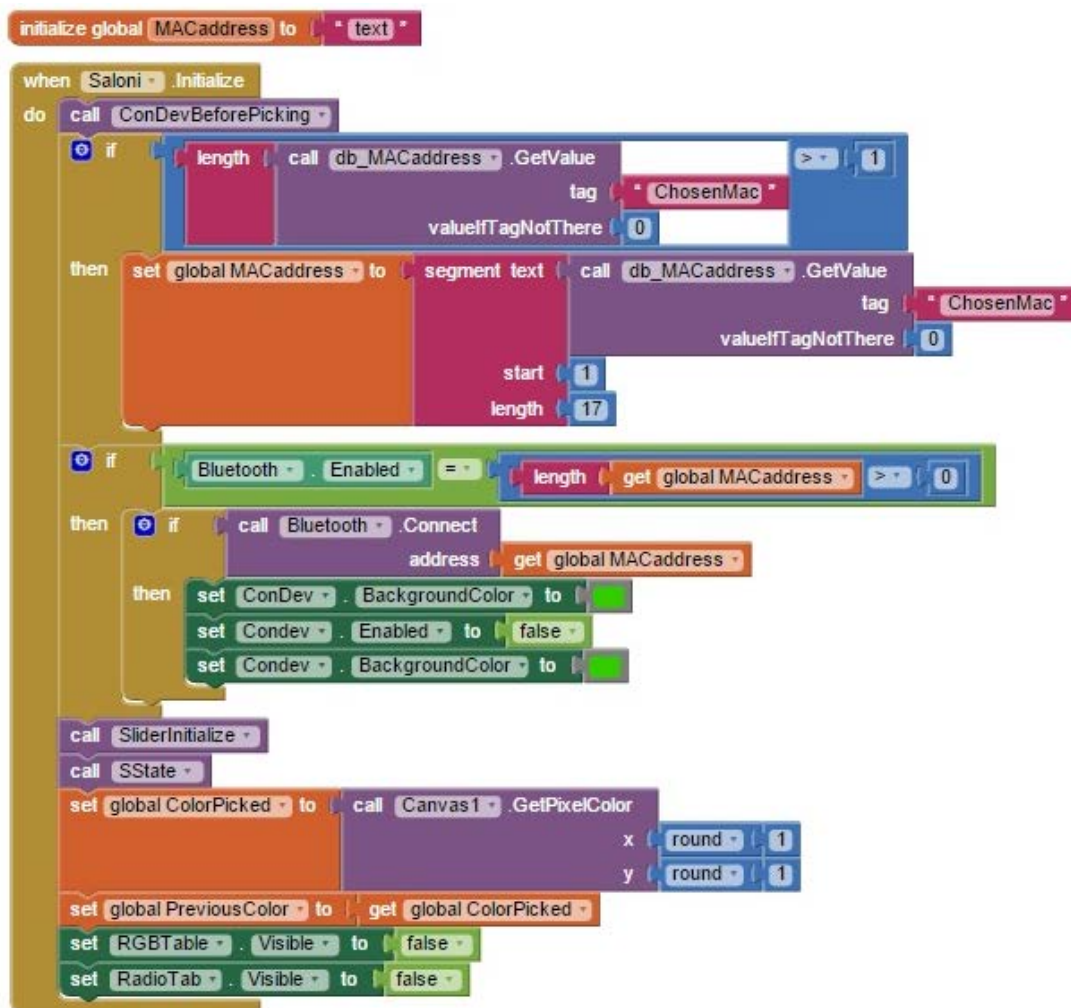 initialize global MACaddress to " text "
when Saloni .Initialize
do call ConDevBeforePicking
if length call db_MACaddress .GetValue > 1
tag " ChosenMac "
valueIfTagNotThere 0
then set global MACaddress to segment text call db_MACaddress .GetValue
tag " ChosenMac "
valueIfTagNotThere 0
start 1
length 17
if Bluetooth . Enabled = length get global MACaddress > 0
then if call Bluetooth .Connect
address get global MACaddress
then set ConDev . BackgroundColor to
set Condev . Enabled to false
set Condev . BackgroundColor to
call SliderInitialize
call SState
set global ColorPicked to call Canvas1 .GetPixelColor
x round 1
y round 1
set global PreviousColor to get global ColorPicked
set RGBTable . Visible to false
set RadioTab . Visible to false